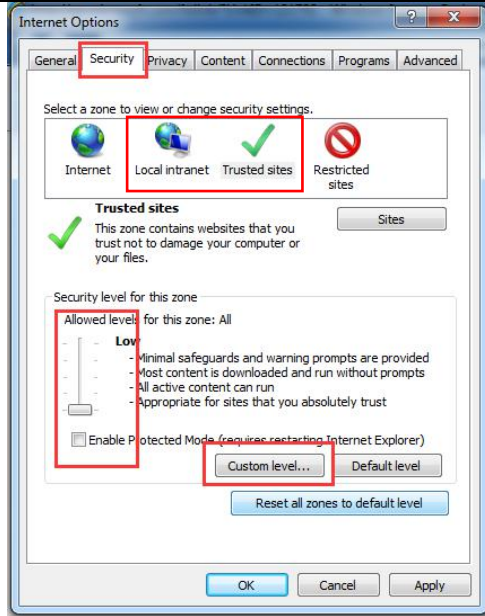 Internet Options
General Security Privacy Content Connections Programs Advanced
Select a zone to view or change security settings.
Internet Local intranet Trusted sites Restricted
sites
Trusted sites
This zone contains websites that you
trust not to damage your computer or
your files.
Sites
Security level for this zone
Allowed levels for this zone: All
Low
- Minimal safeguards and warning prompts are provided
- Most content is downloaded and run without prompts
- All active content can run
- Appropriate for sites that you absolutely trust
Enable Protected Mode (requires restarting Internet Explorer)
Custom level... Default level
Reset all zones to default level
OK Cancel Apply